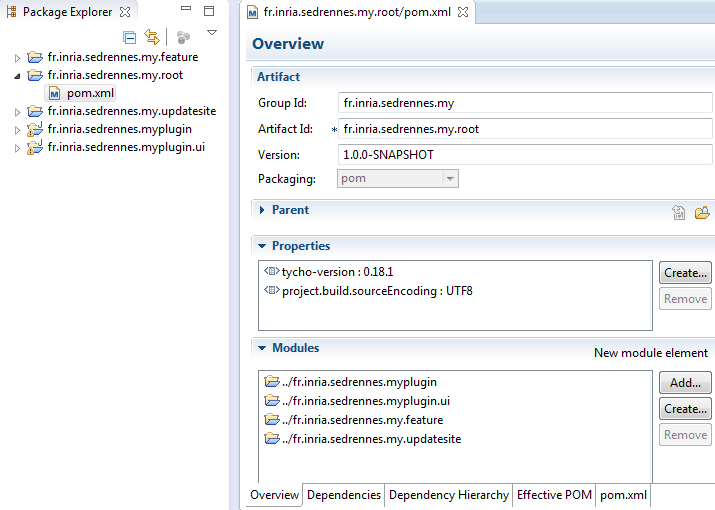 Package Explorer
fr.inria.sedrennes.my.feature
fr.inria.sedrennes.my.root
M pom.xml
fr.inria.sedrennes.my.updatesite
fr.inria.sedrennes.myplugin
fr.inria.sedrennes.myplugin.ui
M fr.inria.sedrennes.my.root/pom.xml
Overview
Artifact
Group Id: fr.inria.sedrennes.my
Artifact Id: * fr.inria.sedrennes.my.root
Version: 1.0.0-SNAPSHOT
Packaging: pom
Parent
Properties
tycho-version : 0.18.1
project.build.sourceEncoding : UTF8
Create...
Remove
Modules
New module element
../fr.inria.sedrennes.myplugin
../fr.inria.sedrennes.myplugin.ui
../fr.inria.sedrennes.my.feature
../fr.inria.sedrennes.my.updatesite
Add...
Create...
Remove
Overview Dependencies Dependency Hierarchy Effective POM pom.xml